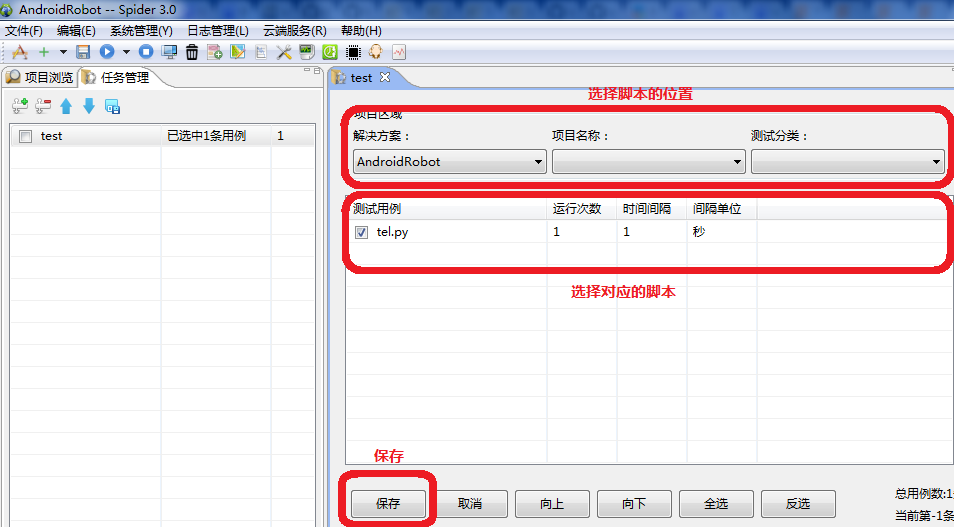 AndroidRobot -- Spider 3.0
文件(F) 编辑(E) 系统管理(Y) 日志管理(L) 云端服务(R) 帮助(H)
项目浏览 任务管理
test 已选中1条用例 1
test
选择脚本的位置
项目区域
解决方案： 项目名称： 测试分类：
AndroidRobot
测试用例 运行次数 时间间隔 间隔单位
tel.py 1 1 秒
选择对应的脚本
保存
保存 取消 向上 向下 全选 反选
总用例数:1
当前第-1条